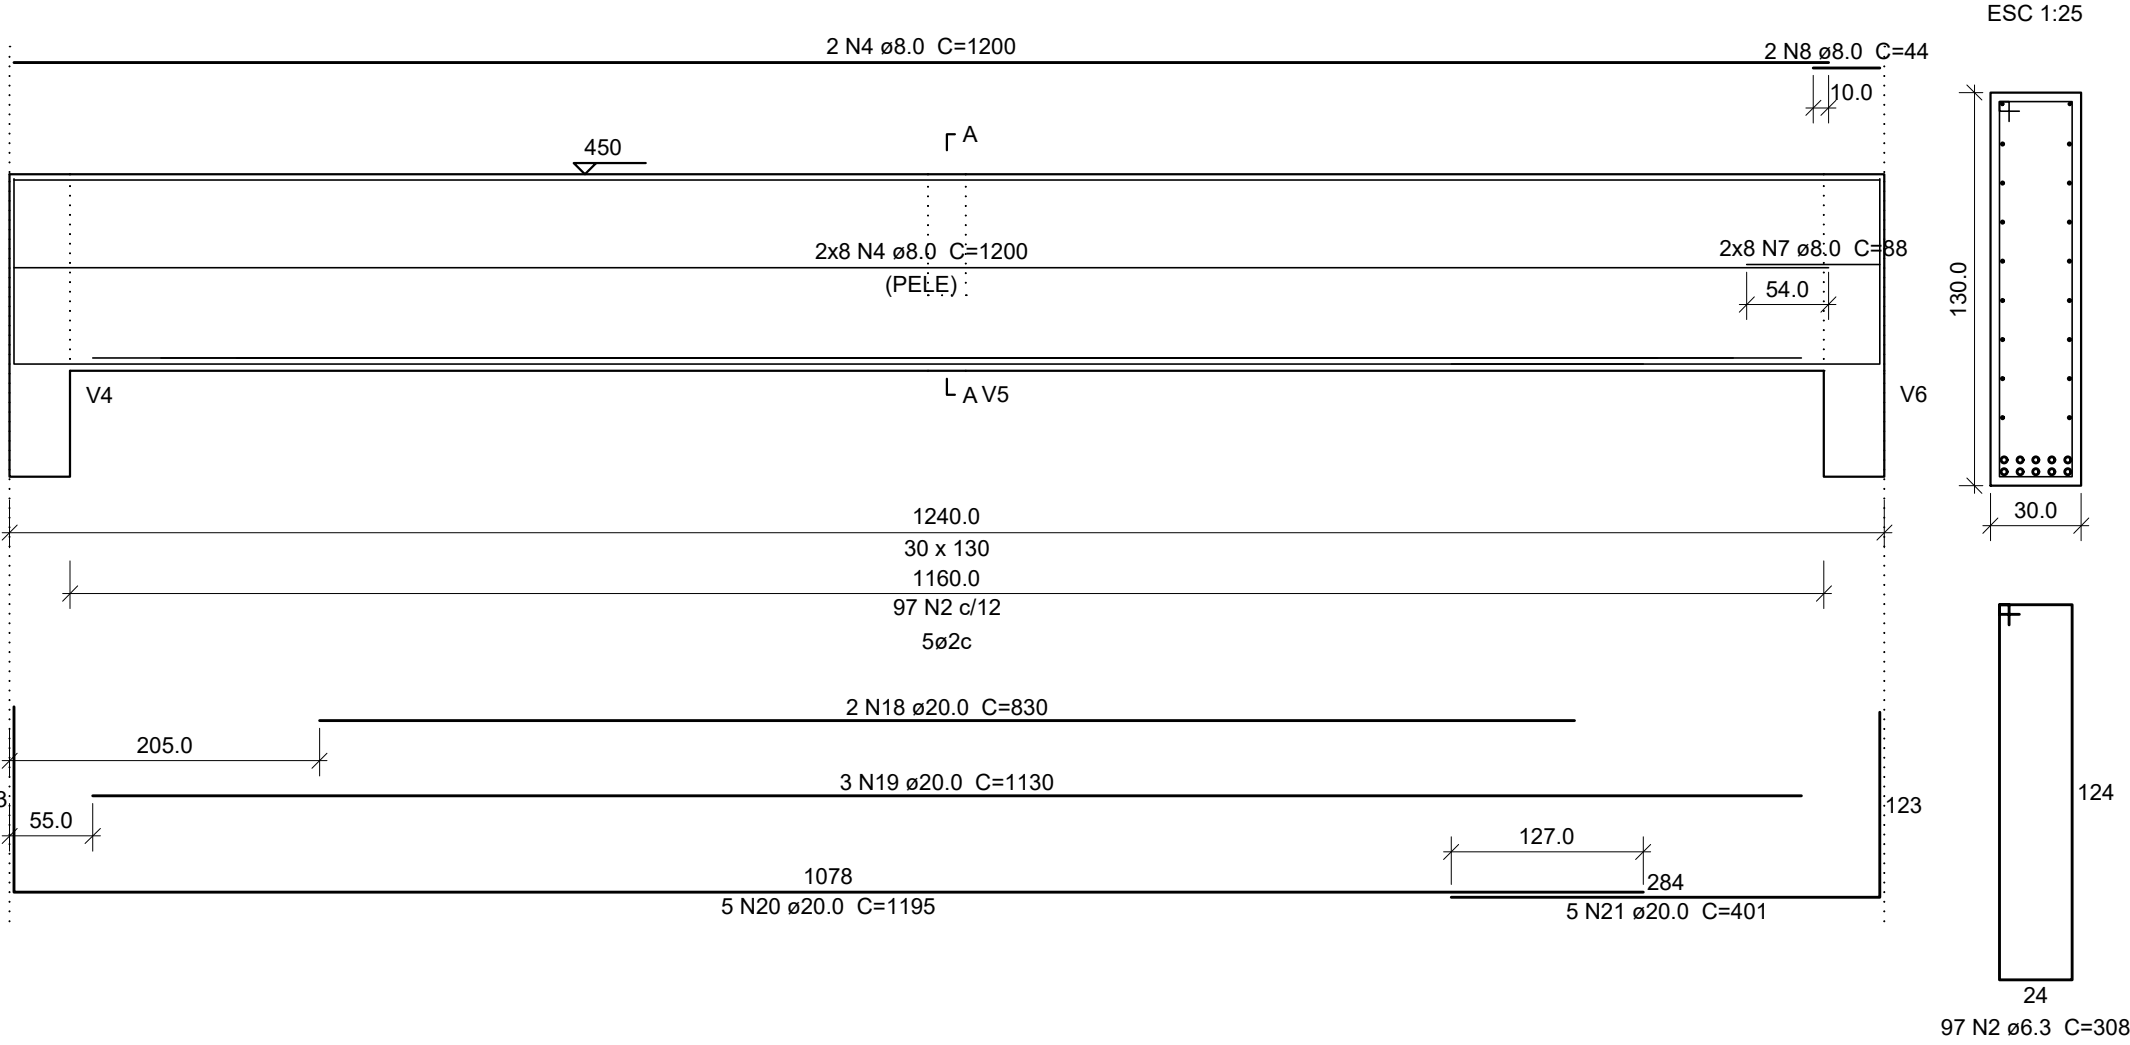 ESC 1:25
2 N4 ø8.0 C=1200
2 N8 ø8.0 C=44
10.0
A
450
2x8 N4 ø8.0 C=1200
(PELE)
2x8 N7 ø8.0 C=88
54.0
130.0
V4
A V5
V6
30.0
1240.0
30 x 130
1160.0
97 N2 c/12
5ø2c
2 N18 ø20.0 C=830
205.0
3 N19 ø20.0 C=1130
3
55.0
123
124
127.0
1078
284
5 N20 ø20.0 C=1195
5 N21 ø20.0 C=401
24
97 N2 ø6.3 C=308